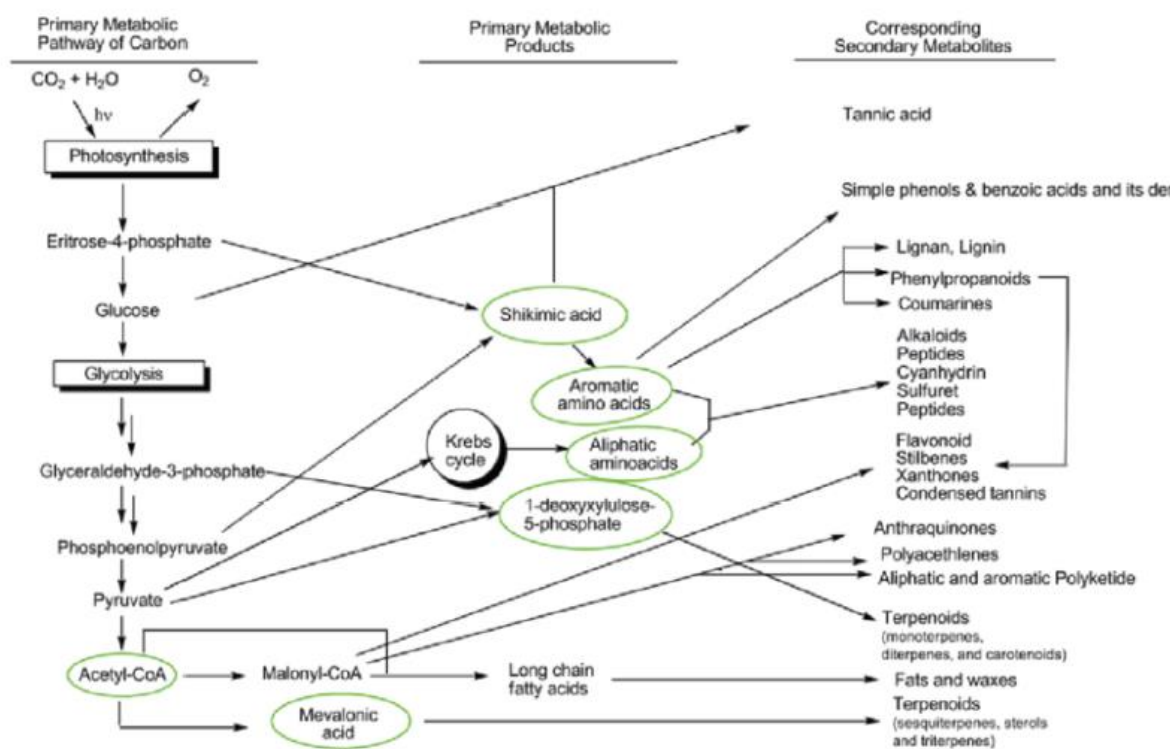 Primary Metabolic
Pathway of Carbon
Primary Metabolic
Products
Corresponding
Secondary Metabolites
CO₂ + H₂O
O₂
hν
Photosynthesis
Eritrose-4-phosphate
Glucose
Glycolysis
Glyceraldehyde-3-phosphate
Phosphoenolpyruvate
Pyruvate
Acetyl-CoA
Malonyl-CoA
Mevalonic
acid
Shikimic acid
Aromatic
amino acids
Krebs
cycle
Aliphatic
aminoacids
1-deoxyxylulose-
5-phosphate
Long chain
fatty acids
Tannic acid
Simple phenols & benzoic acids and its der
Lignan, Lignin
Phenylpropanoids
Coumarines
Alkaloids
Peptides
Cyanhydrin
Sulfuret
Peptides
Flavonoid
Stilbenes
Xanthones
Condensed tannins
Anthraquinones
Polyacethlenes
Aliphatic and aromatic Polyketide
Terpenoids
(monoterpenes,
diterpenes, and carotenoids)
Fats and waxes
Terpenoids
(sesquiterpenes, sterols
and triterpenes)